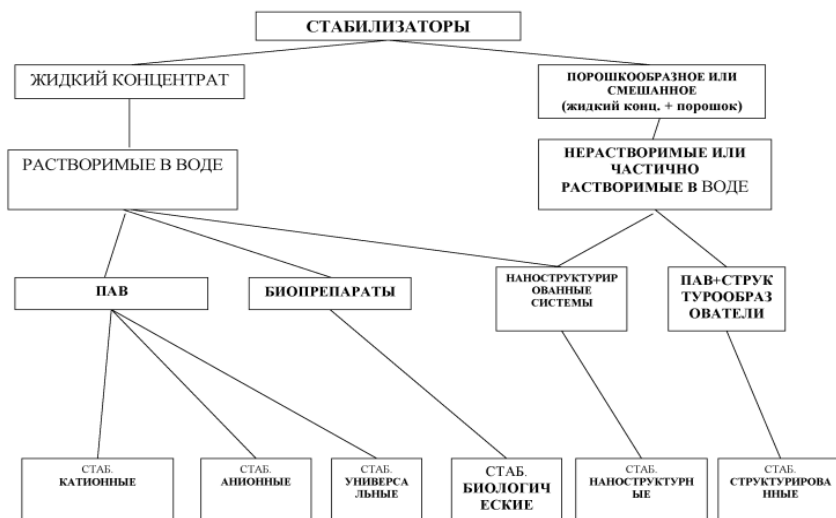 СТАБИЛИЗАТОРЫ
ЖИДКИЙ КОНЦЕНТРАТ
ПОРОШКООБРАЗНОЕ ИЛИ
СМЕШАННОЕ
(жидкий конц. + порошок)
РАСТВОРИМЫЕ В ВОДЕ
НЕРАСТВОРИМЫЕ ИЛИ
ЧАСТИЧНО
РАСТВОРИМЫЕ В ВОДЕ
ПАВ
БИОПРЕПАРАТЫ
НАНОСТРУКТУРИР
ОВАННЫЕ
СИСТЕМЫ
ПАВ+СТРУК
ТУРООБРАЗ
ОВАТЕЛИ
СТАБ.
КАТИОННЫЕ
СТАБ.
АНИОННЫЕ
СТАБ.
УНИВЕРСА
ЛЬНЫЕ
СТАБ.
БИОЛОГИЧ
ЕСКИЕ
СТАБ.
НАНОСТРУКТУРН
ЫЕ
СТАБ.
СТРУКТУРИРОВА
ННЫЕ